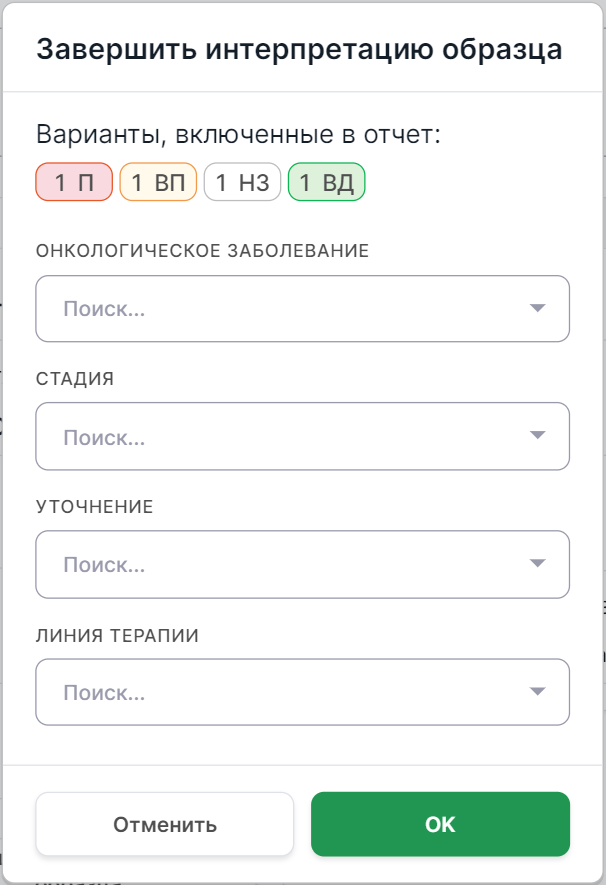 Завершить интерпретацию образца
Варианты, включенные в отчет:
1 П 1 ВП 1 НЗ 1 ВД
ОНКОЛОГИЧЕСКОЕ ЗАБОЛЕВАНИЕ
Поиск...
СТАДИЯ
Поиск...
УТОЧНЕНИЕ
Поиск...
ЛИНИЯ ТЕРАПИИ
Поиск...
Отменить OK